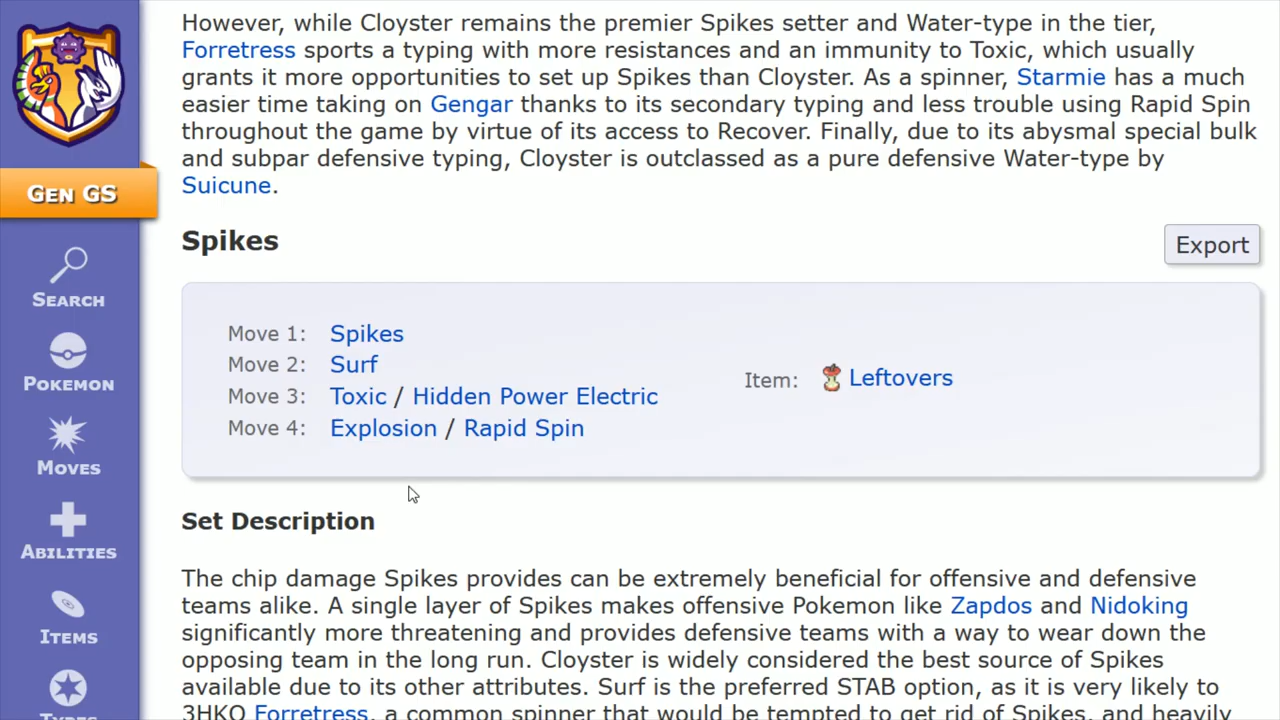 However, while Cloyster remains the premier Spikes setter and Water-type in the tier,
Forretress sports a typing with more resistances and an immunity to Toxic, which usually
grants it more opportunities to set up Spikes than Cloyster. As a spinner, Starmie has a much
easier time taking on Gengar thanks to its secondary typing and less trouble using Rapid Spin
throughout the game by virtue of its access to Recover. Finally, due to its abysmal special bulk
and subpar defensive typing, Cloyster is outclassed as a pure defensive Water-type by
Suicune.
GEN GS
SEARCH
POKEMON
MOVES
ABILITIES
ITEMS
TYPES
Spikes
Export
Move 1: Spikes
Move 2: Surf
Move 3: Toxic / Hidden Power Electric
Move 4: Explosion / Rapid Spin
Item: Leftovers
Set Description
The chip damage Spikes provides can be extremely beneficial for offensive and defensive
teams alike. A single layer of Spikes makes offensive Pokemon like Zapdos and Nidoking
significantly more threatening and provides defensive teams with a way to wear down the
opposing team in the long run. Cloyster is widely considered the best source of Spikes
available due to its other attributes. Surf is the preferred STAB option, as it is very likely to
3HKO Forretress, a common spinner that would be tempted to get rid of Spikes, and heavily